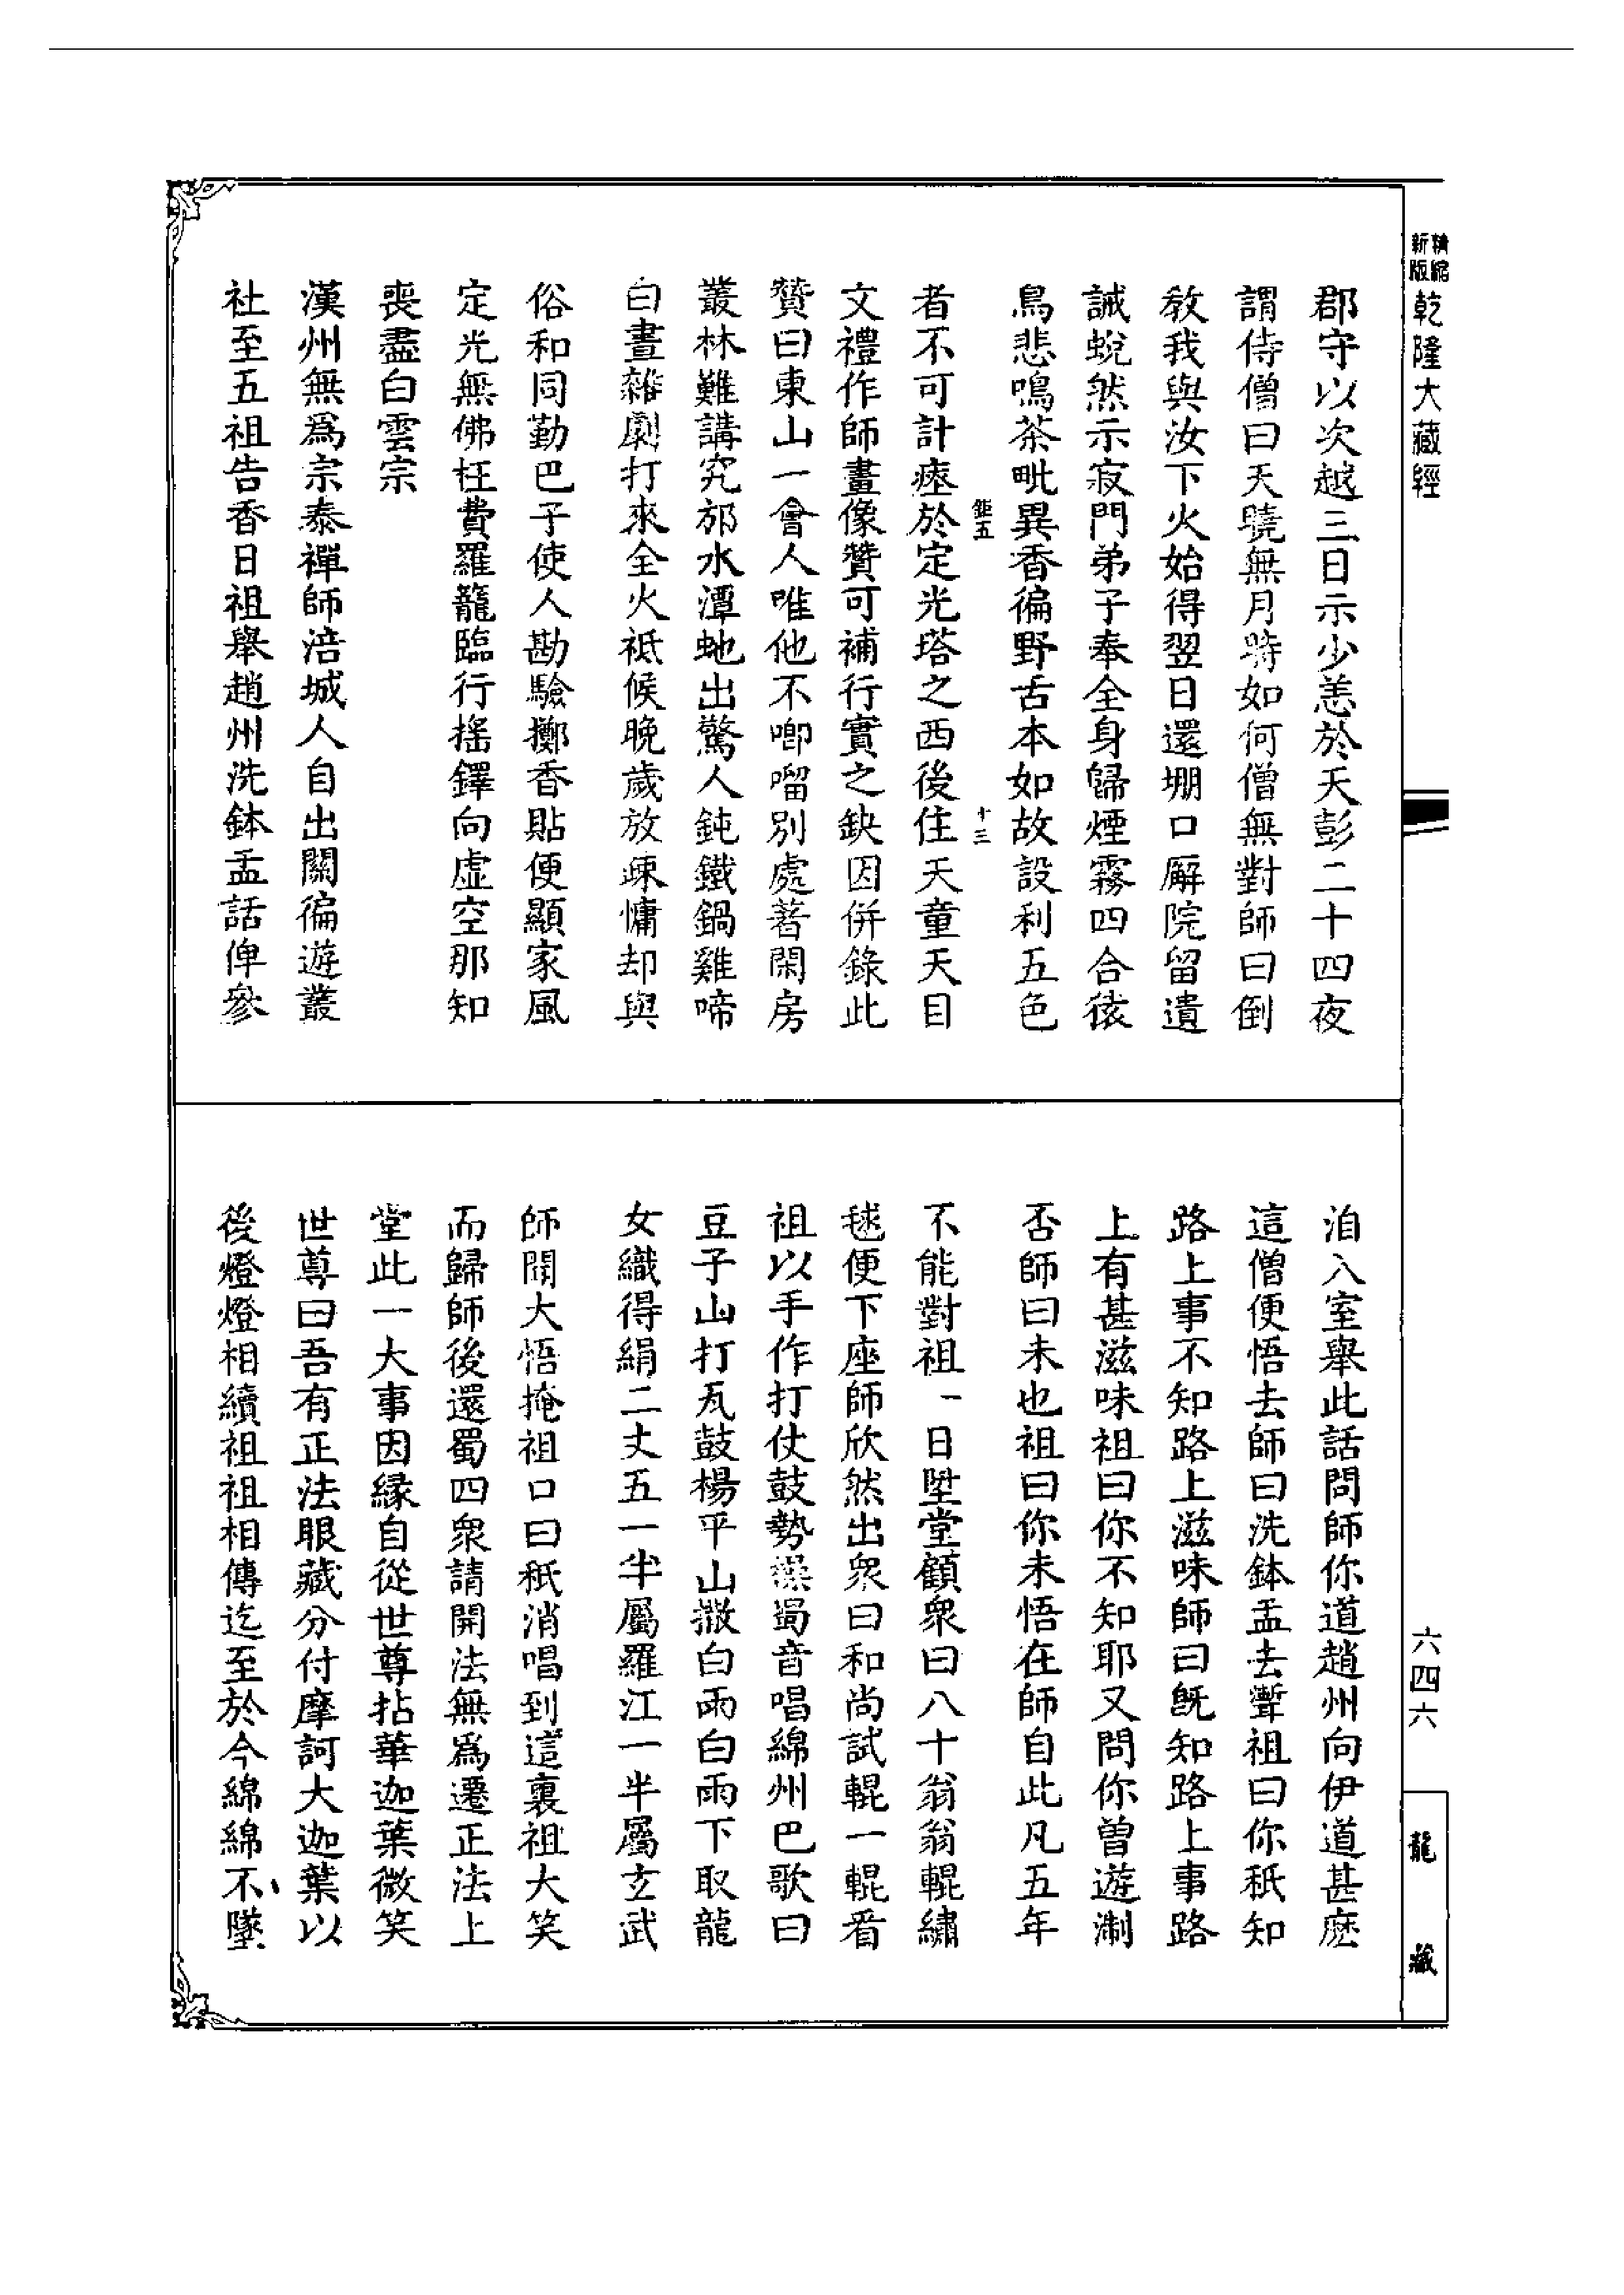 精縮
新版
乾隆大藏經
郡守以次越三日示少恙於天彭二十四夜
謂侍僧曰天曉無月時如何僧無對師曰倒
敎我與汝下火始得翌日還堋口廨院留遺
誡蛻然示寂門弟子奉全身歸煙霧四合猿
鳥悲鳴茶毗異香徧野舌本如故設利五色
者不可計瘞於定光塔之西後住天童天目
文禮作師畫像贊可補行實之缺因併錄此
贊曰東山一會人唯他不唧𠺕別處著閑房
叢林難講究邡水潭虵出驚人鈍鐵鍋雞啼
白晝雜劇打來全火祗候晚歲放疎慵却與
俗和同勤巴子使人勘驗擲香貼便顯家風
定光無佛枉費羅籠臨行搖鐸向虛空那知
喪盡白雲宗
漢州無爲宗泰禪師涪城人自出關徧遊叢
社至五祖告香日祖舉趙州洗鉢盂話俾參
十三
洎入室舉此話問師你道趙州向伊道甚麽
這僧便悟去師曰洗鉢盂去聻祖曰你秖知
路上事不知路上滋味師曰旣知路上事路
上有甚滋味祖曰你不知耶又問你曾遊浙
否師曰未也祖曰你未悟在師自此凡五年
不能對祖一日陞堂顧衆曰八十翁翁輥繡
毬便下座師欣然出衆曰和尚試輥一輥看
祖以手作打仗鼓勢操蜀音唱綿州巴歌曰
豆子山打瓦鼓楊平山撒白雨白雨下取龍
女織得絹二丈五一半屬羅江一半屬玄武
師聞大悟掩祖口曰秖消唱到這裏祖大笑
而歸師後還蜀四衆請開法無爲遷正法上
堂此一大事因緣自從世尊拈華迦葉微笑
世尊曰吾有正法眼藏分付摩訶大迦葉以
後燈燈相續祖祖相傳迄至於今綿綿不墜
六四六
龍藏